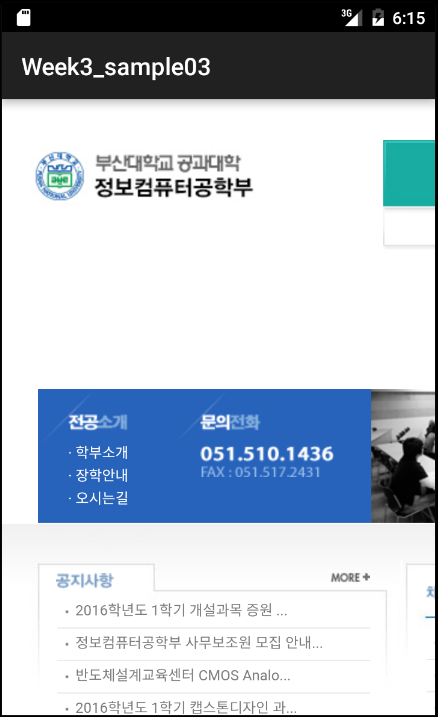 3G 6:15
Week3_sample03
부산대학교 공과대학
정보컴퓨터공학부
전공소개
· 학부소개
· 장학안내
· 오시는길
문의전화
051.510.1436
FAX : 051.517.2431
공지사항
MORE +
· 2016학년도 1학기 개설과목 증원 ...
· 정보컴퓨터공학부 사무보조원 모집 안내...
· 반도체설계교육센터 CMOS Analo...
· 2016학년도 1학기 캡스톤디자인 과...